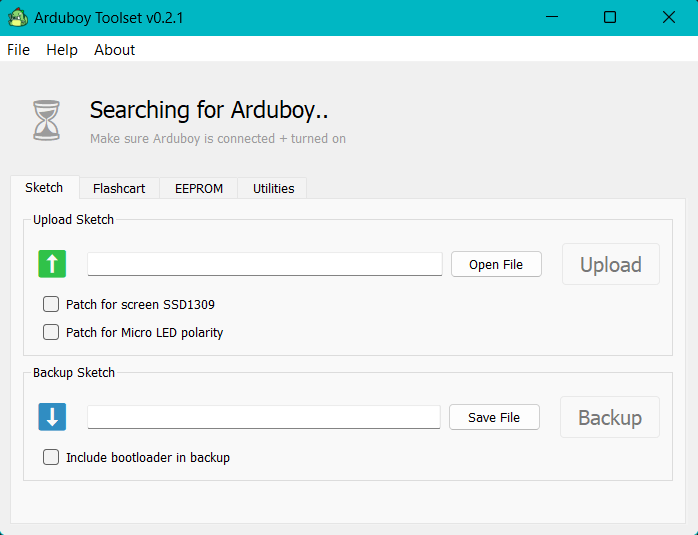 Arduboy Toolset v0.2.1
File Help About
Searching for Arduboy..
Make sure Arduboy is connected + turned on
Sketch Flashcart EEPROM Utilities
Upload Sketch
Open File Upload
Patch for screen SSD1309
Patch for Micro LED polarity
Backup Sketch
Save File Backup
Include bootloader in backup